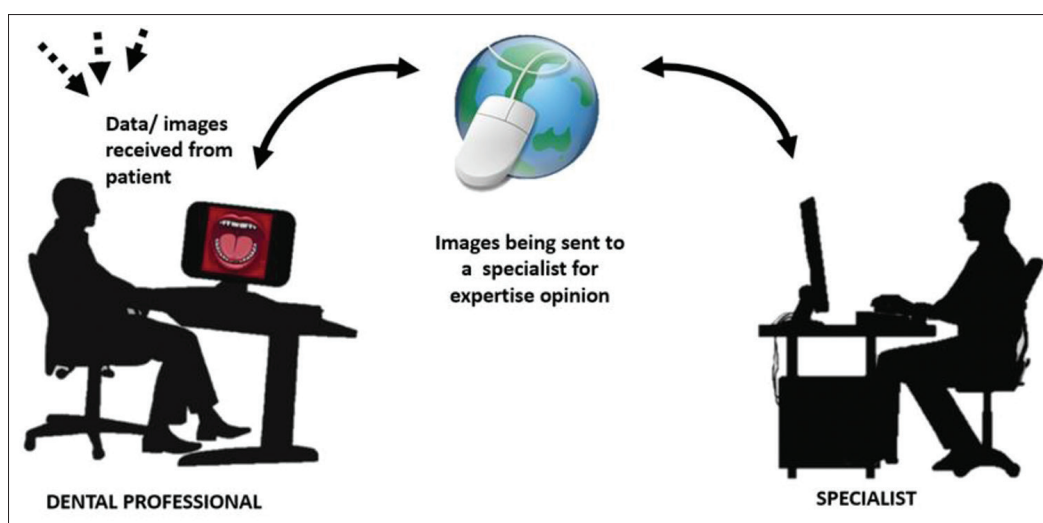 Data/ images
received from
patient
Images being sent to
a  specialist for
expertise opinion
DENTAL PROFESSIONAL
SPECIALIST